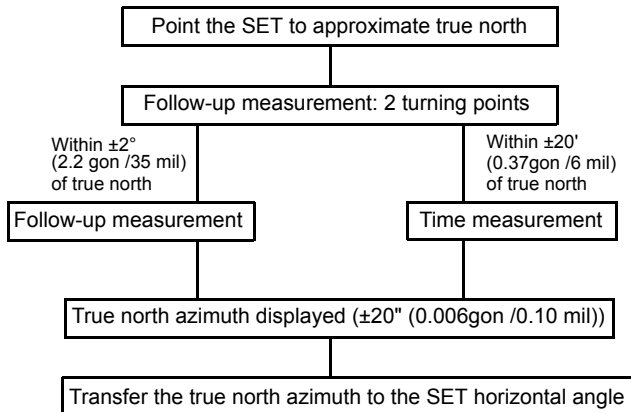 Point the SET to approximate true north
Follow-up measurement: 2 turning points
Within ±2°
(2.2 gon /35 mil)
of true north
Within ±20'
(0.37gon /6 mil)
of true north
Follow-up measurement
Time measurement
True north azimuth displayed (±20" (0.006gon /0.10 mil))
Transfer the true north azimuth to the SET horizontal angle